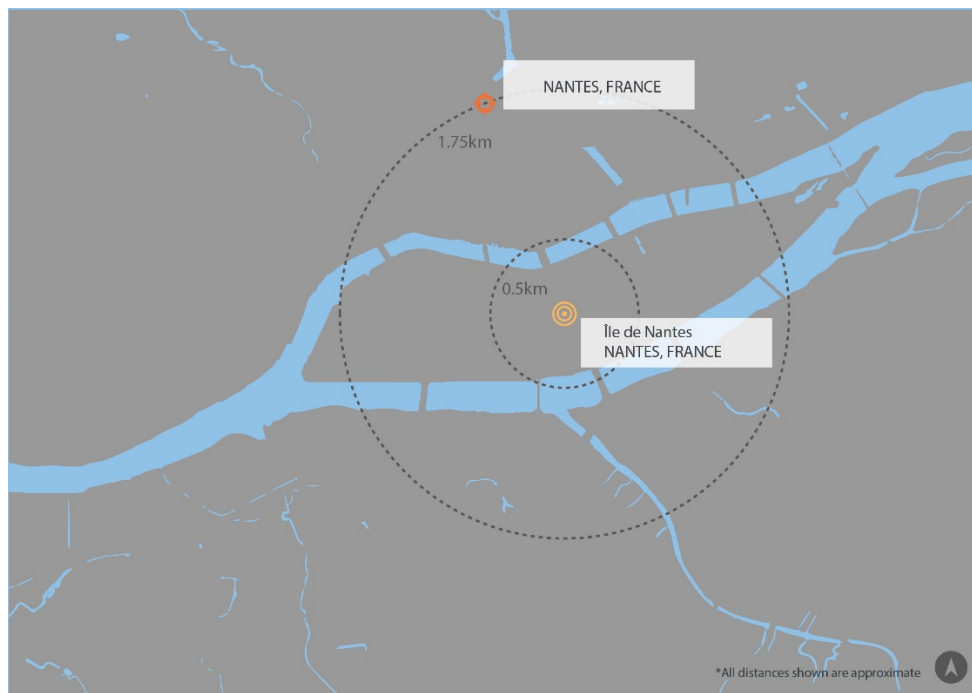 NANTES, FRANCE
1.75km
0.5km
Île de Nantes
NANTES, FRANCE
*All distances shown are approximate